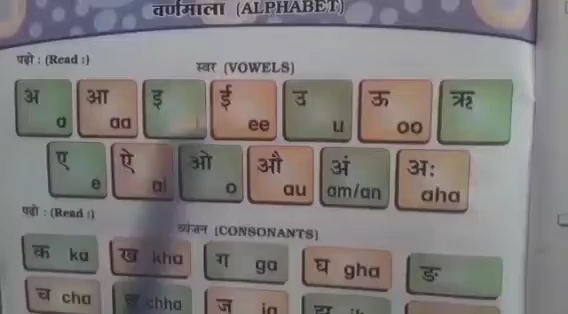 वर्णमाला (ALPHABET)
पढ़ो : (Read :)
स्वर (VOWELS)
अ आ इ ई उ ऊ ऋ
a aa i ee u oo
ए ऐ ओ औ अं अः
e ai o au am/an aha
पढ़ो : (Read :)
व्यंजन (CONSONANTS)
क ka ख kha ग ga घ gha ङ
च cha chha ज ja